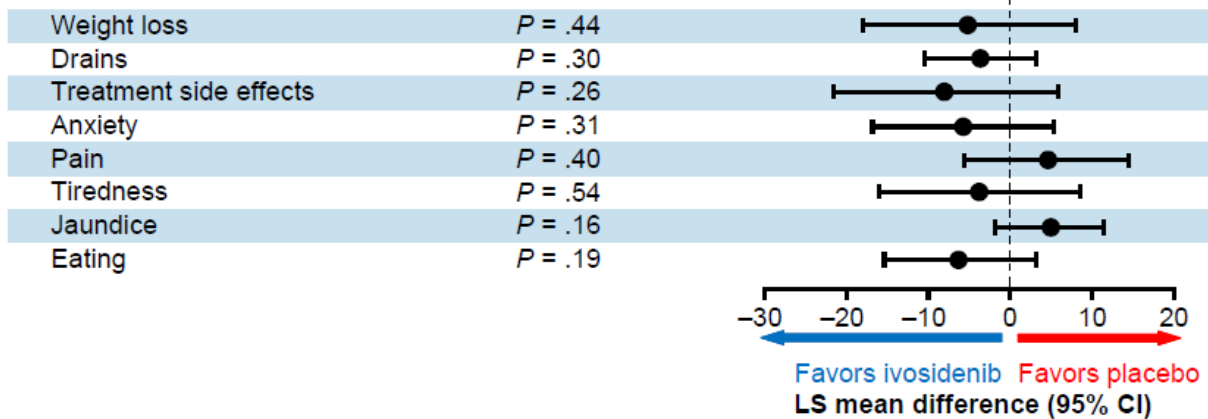 Weight loss P = .44
Drains P = .30
Treatment side effects P = .26
Anxiety P = .31
Pain P = .40
Tiredness P = .54
Jaundice P = .16
Eating P = .19
–30 –20 –10 0 10 20
Favors ivosidenib Favors placebo
LS mean difference (95% CI)